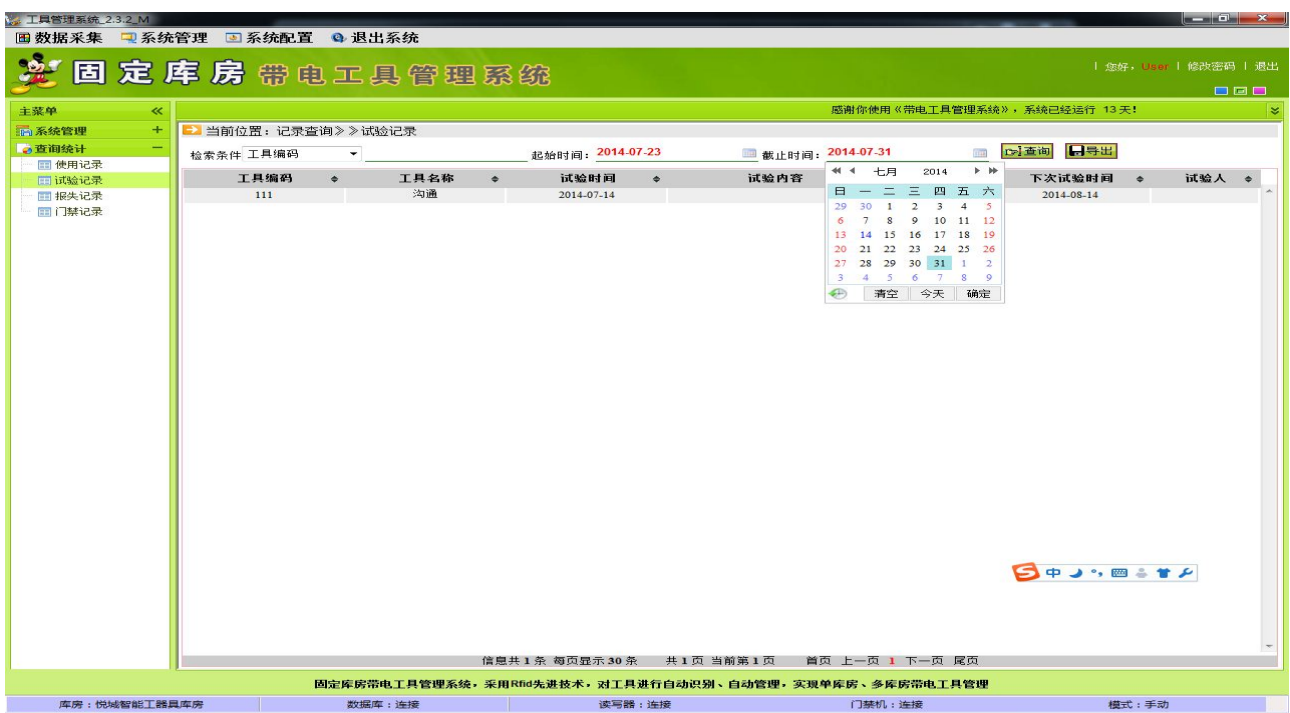 工具管理系统_2.3.2_M
数据采集 系统管理 系统配置 退出系统
固定库房 带电工具管理系统
| 您好，User | 修改密码 | 退出
主菜单
感谢你使用《带电工具管理系统》，系统已经运行 13天!
系统管理
当前位置：记录查询》》试验记录
查询统计
检索条件 工具编码 起始时间：2014-07-23 截止时间：2014-07-31 查询 导出
使用记录
试验记录
报失记录
门禁记录
工具编码 工具名称 试验时间 试验内容 下次试验时间 试验人
111 沟通 2014-07-14 2014-08-14
七月 2014
日 一 二 三 四 五 六
29 30 1 2 3 4 5
6 7 8 9 10 11 12
13 14 15 16 17 18 19
20 21 22 23 24 25 26
27 28 29 30 31 1 2
3 4 5 6 7 8 9
清空 今天 确定
中
信息共 1 条 每页显示 30 条 共 1 页 当前第 1 页 首页 上一页 1 下一页 尾页
固定库房带电工具管理系统，采用Rfid先进技术，对工具进行自动识别、自动管理，实现单库房、多库房带电工具管理
库房：悦城智能工器具库房 数据库：连接 读写器：连接 门禁机：连接 模式：手动